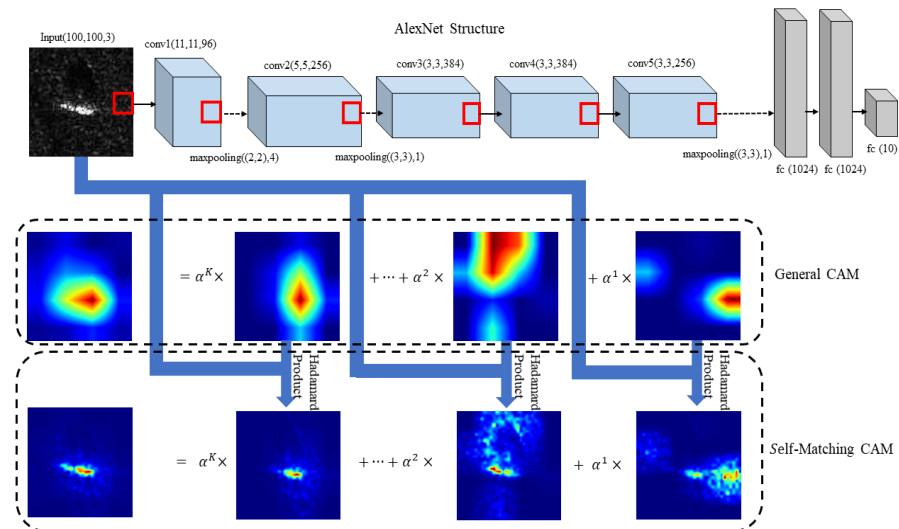 AlexNet Structure
Input(100,100,3)
conv1(11,11,96)
conv2(5,5,256)
conv3(3,3,384)
conv4(3,3,384)
conv5(3,3,256)
maxpooling((2,2),4)
maxpooling((3,3),1)
maxpooling((3,3),1)
fc (1024)
fc (1024)
fc (10)
= α^K × + ⋯ + α^2 × + α^1 ×
General CAM
Hadamard
Product
Hadamard
Product
Hadamard
Product
= α^K × + ⋯ + α^2 × + α^1 ×
Self-Matching CAM